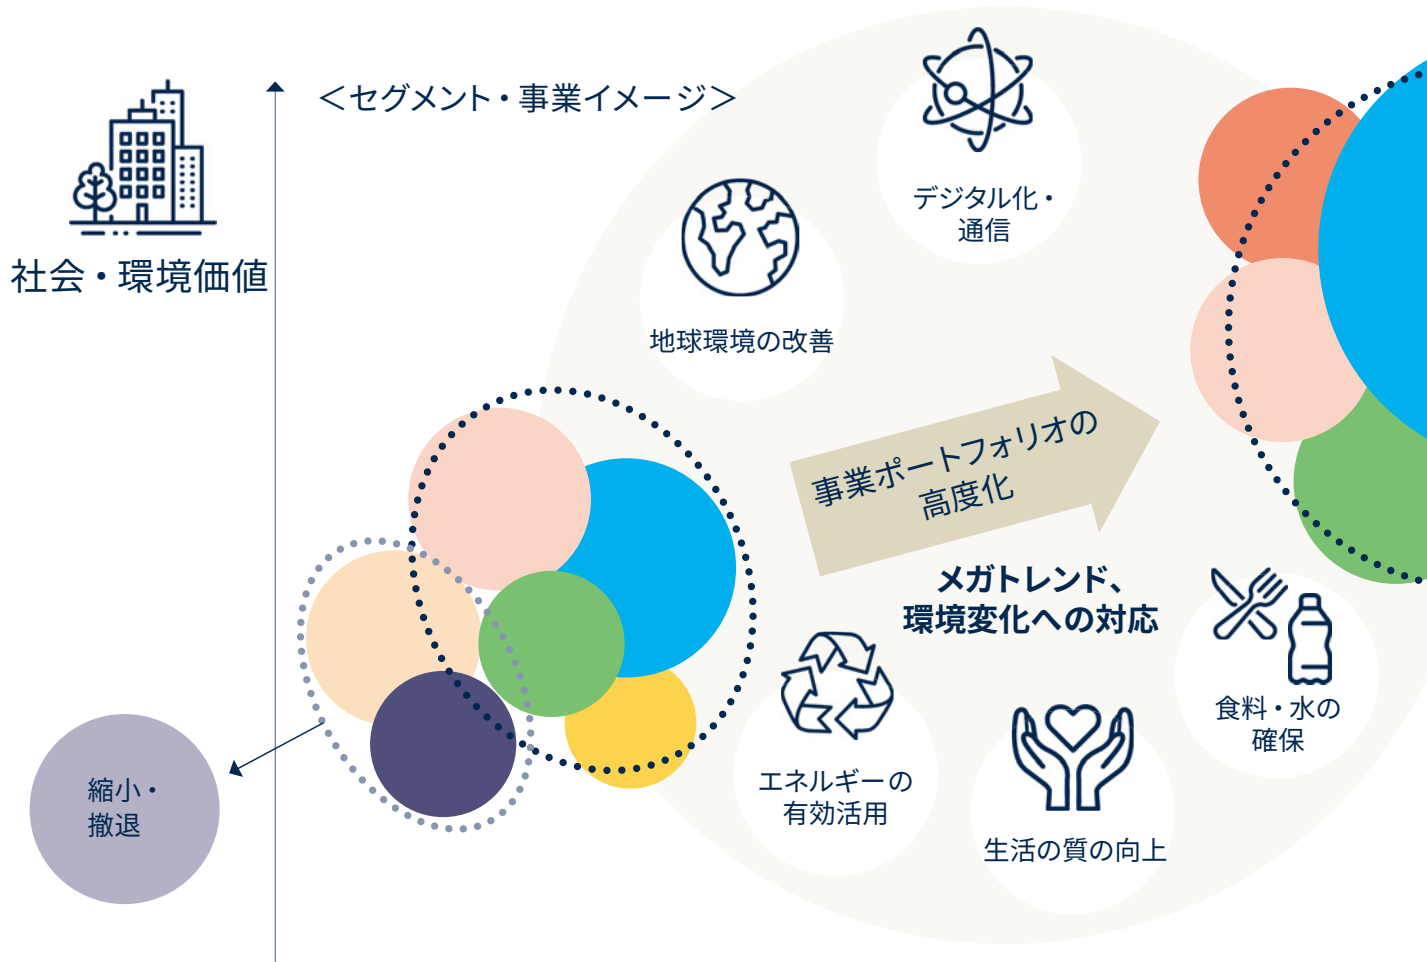 ＜セグメント・事業イメージ＞
社会・環境価値
デジタル化・
通信
地球環境の改善
事業ポートフォリオの
高度化
メガトレンド、
環境変化への対応
食料・水の
確保
エネルギーの
有効活用
生活の質の向上
縮小・
撤退